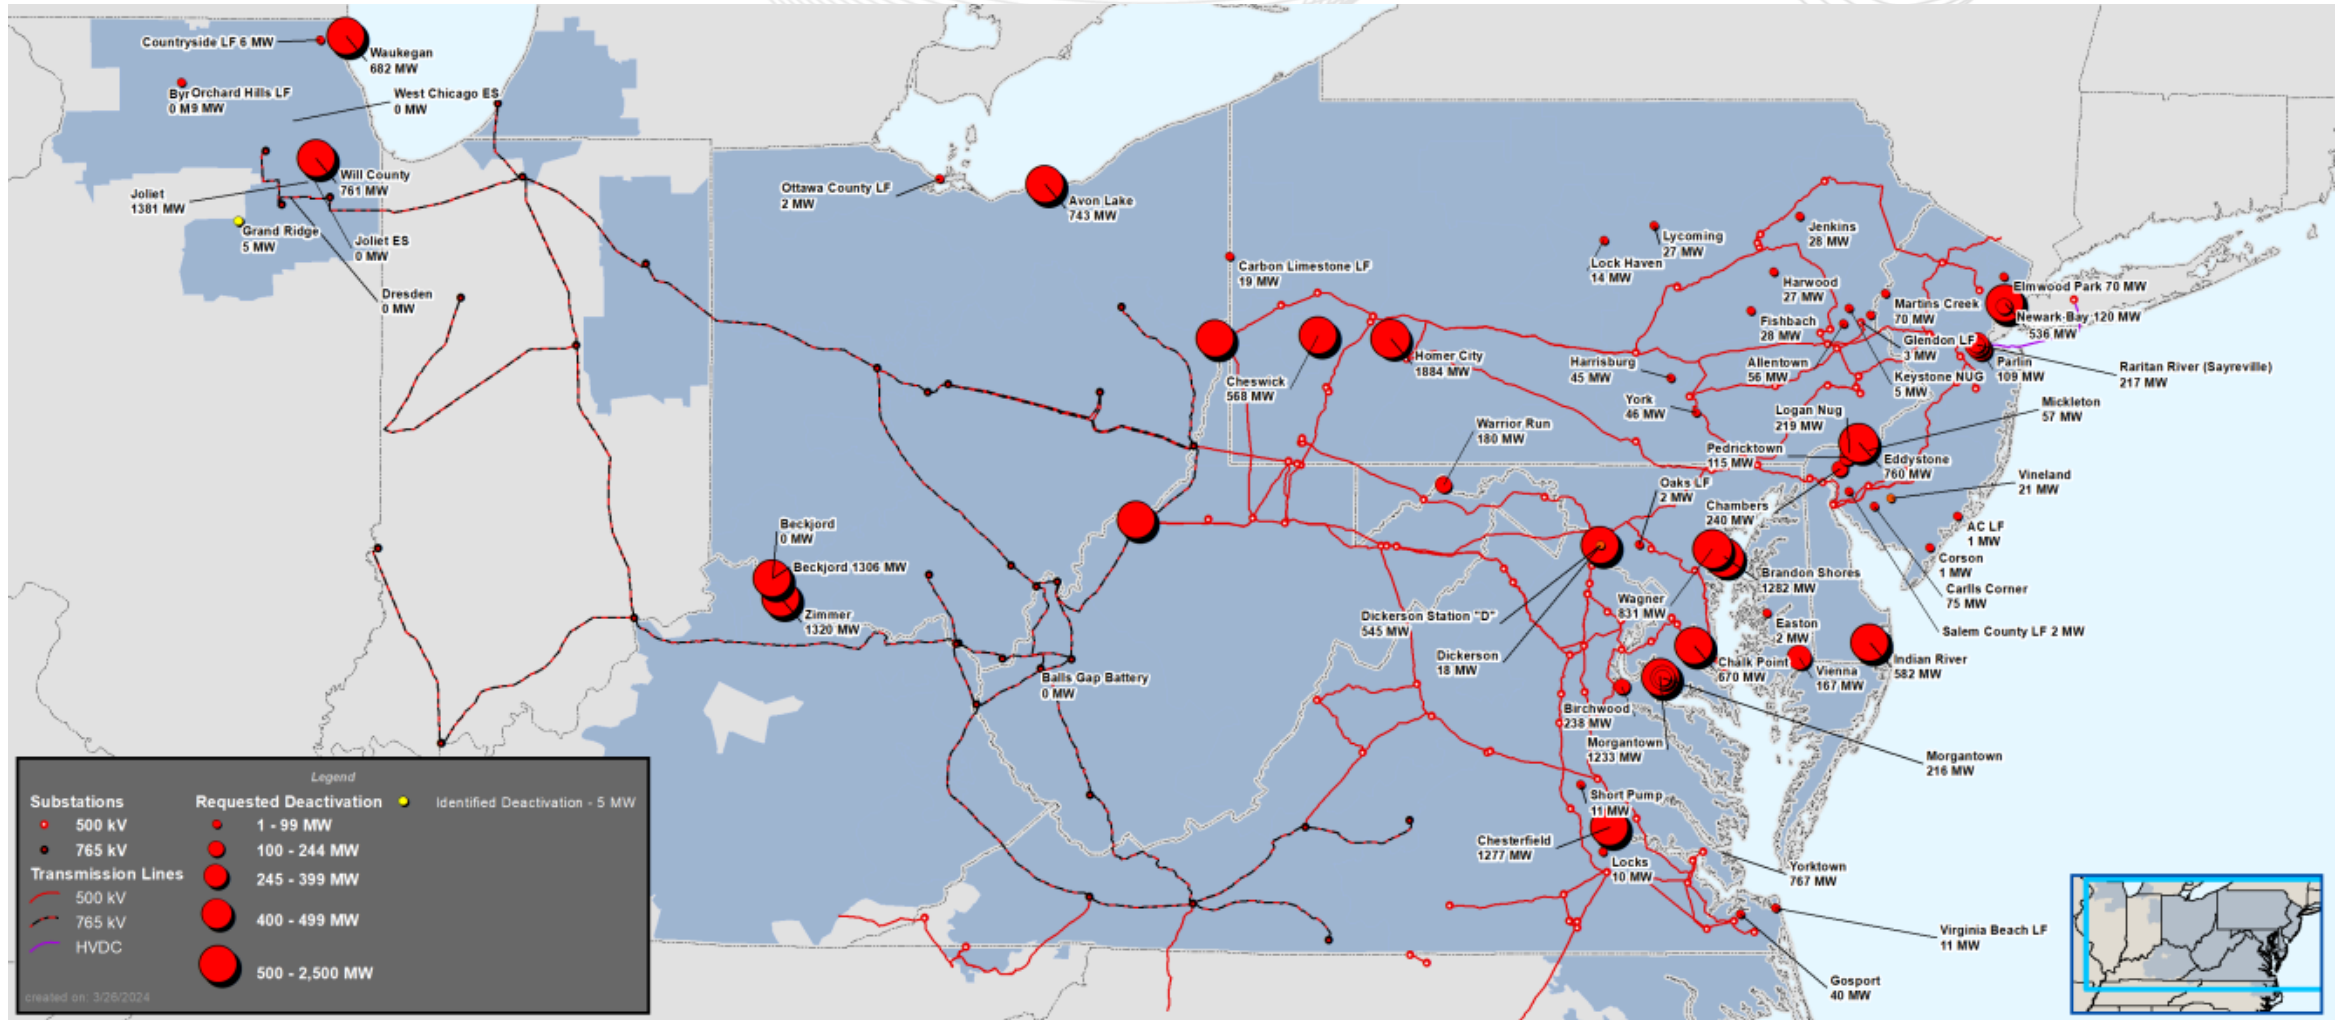 Countryside LF 6 MW
Waukegan
682 MW
Orchard Hills LF
9 MW
0 M
Byr
West Chicago ES
0 MW
Will County
761 MW
Joliet
1381 MW
Grand Ridge
5 MW
Joliet ES
0 MW
Dresden
0 MW
Ottawa County LF
2 MW
Avon Lake
743 MW
Carbon Limestone LF
19 MW
Lycoming
27 MW
Lock Haven
14 MW
Jenkins
28 MW
Harwood
27 MW
Fishbach
28 MW
Martins Creek
70 MW
Elmwood Park 70 MW
Newark Bay 120 MW
536 MW
Glendon LF
3 MW
Parlin
109 MW
Raritan River (Sayreville)
217 MW
Allentown
56 MW
Keystone NUG
5 MW
Harrisburg
45 MW
Homer City
1884 MW
Cheswick
568 MW
York
46 MW
Logan Nug
219 MW
Mickleton
57 MW
Warrior Run
180 MW
Pedricktown
115 MW
Eddystone
760 MW
Vineland
21 MW
Oaks LF
2 MW
Chambers
240 MW
AC LF
1 MW
Corson
1 MW
Carlls Corner
75 MW
Salem County LF 2 MW
Beckjord
0 MW
Beckjord 1306 MW
Zimmer
1320 MW
Brandon Shores
1282 MW
Wagner
831 MW
Dickerson Station "D"
545 MW
Dickerson
18 MW
Easton
2 MW
Indian River
582 MW
Chalk Point
670 MW
Vienna
167 MW
Balls Gap Battery
0 MW
Birchwood
238 MW
Morgantown
1233 MW
Morgantown
216 MW
Short Pump
11 MW
Chesterfield
1277 MW
Locks
10 MW
Yorktown
767 MW
Virginia Beach LF
11 MW
Gosport
40 MW
Legend
Substations
500 kV
765 kV
Transmission Lines
500 kV
765 kV
HVDC
Requested Deactivation
1 - 99 MW
100 - 244 MW
245 - 399 MW
400 - 499 MW
500 - 2,500 MW
Identified Deactivation - 5 MW
created on: 3/26/2024